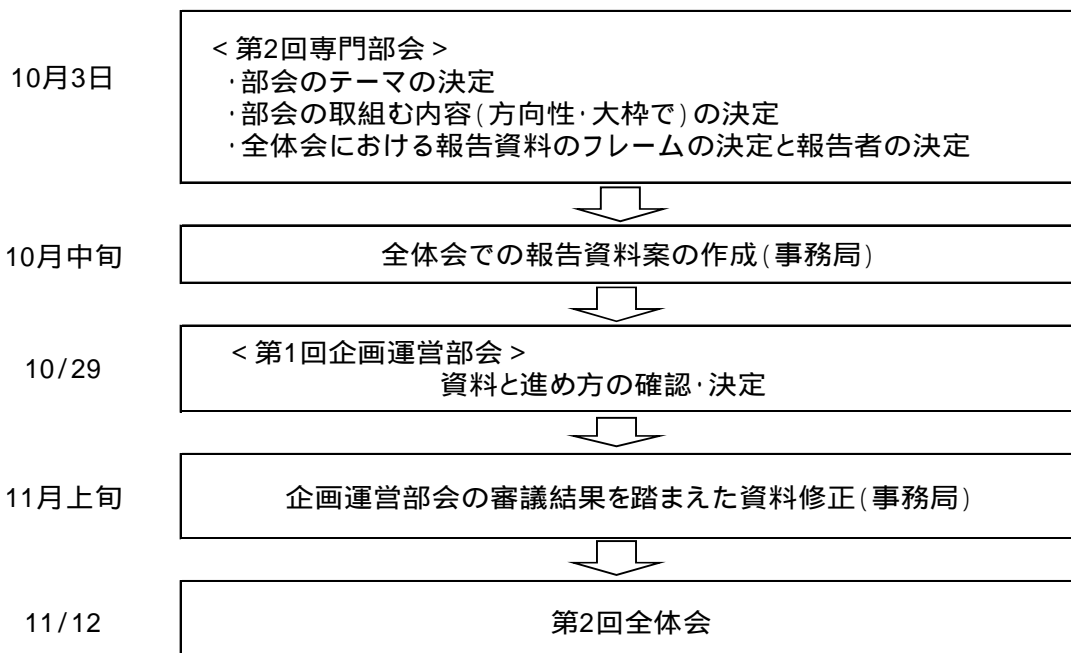 10月3日
＜第2回専門部会＞
・部会のテーマの決定
・部会の取組む内容（方向性・大枠で）の決定
・全体会における報告資料のフレームの決定と報告者の決定
10月中旬
全体会での報告資料案の作成（事務局）
10/29
＜第1回企画運営部会＞
資料と進め方の確認・決定
11月上旬
企画運営部会の審議結果を踏まえた資料修正（事務局）
11/12
第2回全体会